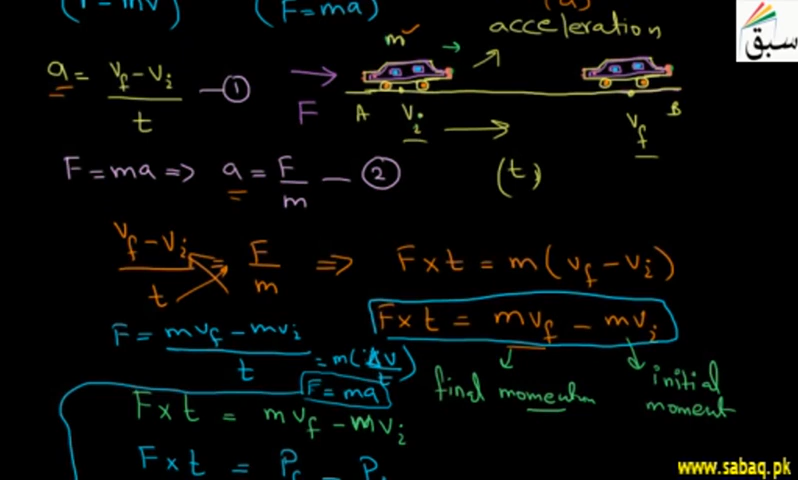 (P=mv) (F=ma) (a)
سبق
m acceleration
a = vf-vi / t — ①
F
A vi vf B
(t)
F=ma => a = F/m — ②
vf-vi / t = F/m => F×t = m(vf-vi)
F×t = mvf - mvi
F = mvf - mvi / t = m(Δv/t)
F=ma
final momentum initial moment
F×t = mvf-mvi
F×t = Pf - Pi
www.sabaq.pk